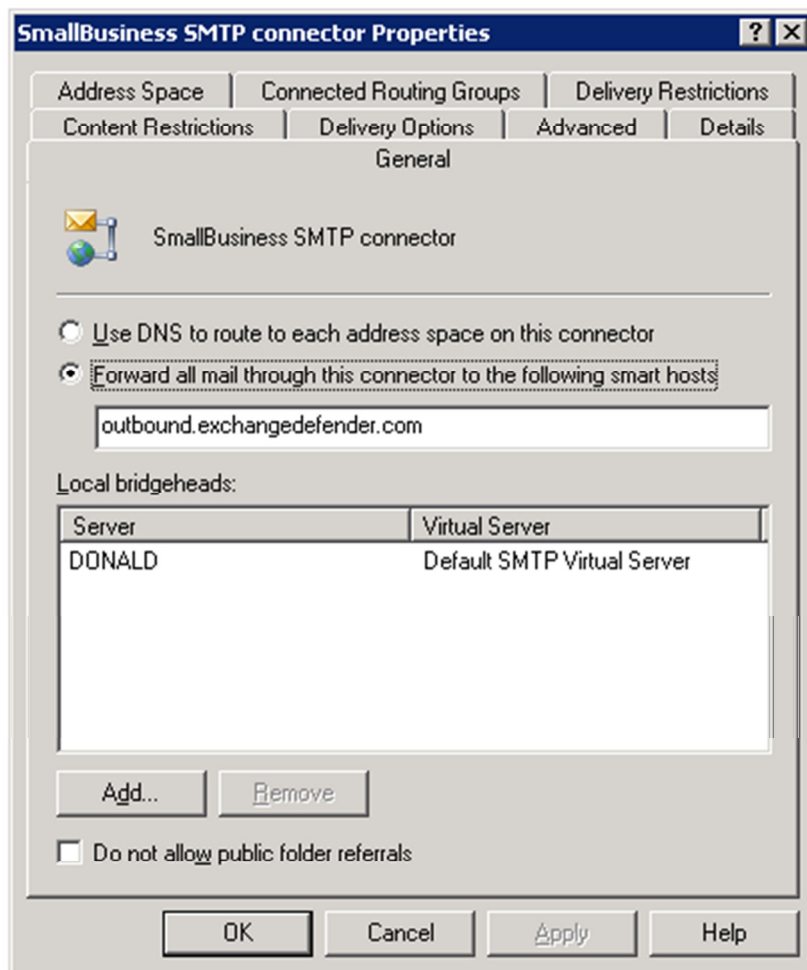 SmallBusiness SMTP connector Properties
Address Space Connected Routing Groups Delivery Restrictions
Content Restrictions Delivery Options Advanced Details
General
SmallBusiness SMTP connector
Use DNS to route to each address space on this connector
Forward all mail through this connector to the following smart hosts
outbound.exchangedefender.com
Local bridgeheads:
Server Virtual Server
DONALD Default SMTP Virtual Server
Add... Remove
Do not allow public folder referrals
OK Cancel Apply Help